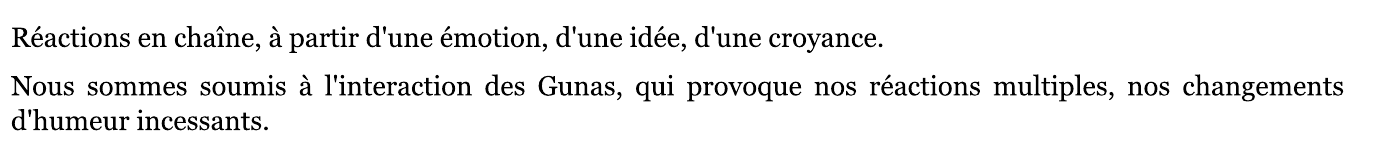 Réactions en chaîne, à partir d'une émotion, d'une idée, d'une croyance.
Nous sommes soumis à l'interaction des Gunas, qui provoque nos réactions multiples, nos changements
d'humeur incessants.